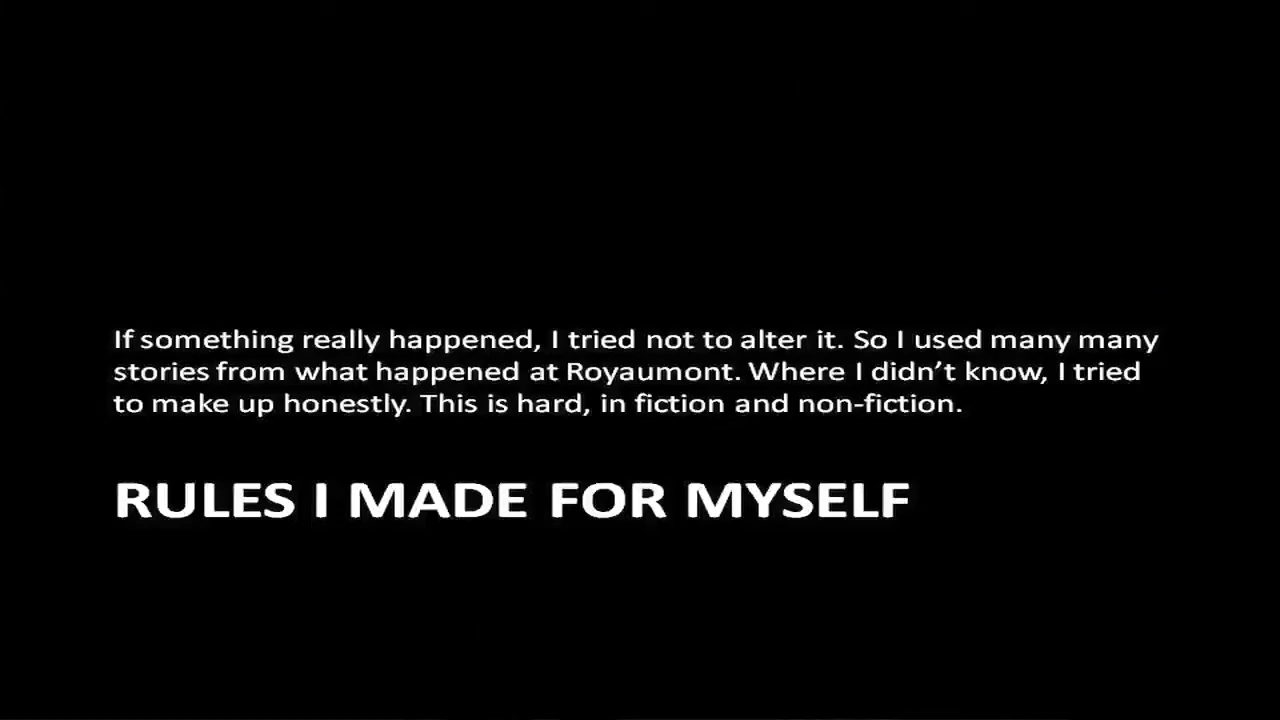 If something really happened, I tried not to alter it. So I used many many
stories from what happened at Royaumont. Where I didn’t know, I tried
to make up honestly. This is hard, in fiction and non-fiction.
RULES I MADE FOR MYSELF